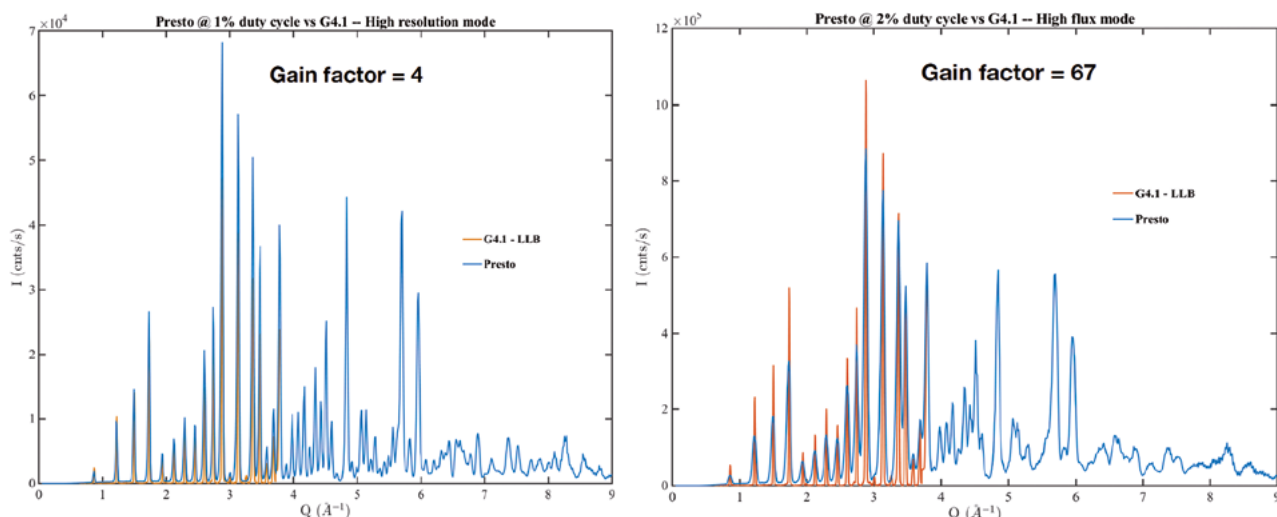 Presto @ 1% duty cycle vs G4.1 -- High resolution mode
×10⁴
7
6
5
4
3
2
1
0
I (cnts/s)
Gain factor = 4
G4.1 - LLB
Presto
0 1 2 3 4 5 6 7 8 9
Q (Å⁻¹)
Presto @ 2% duty cycle vs G4.1 -- High flux mode
×10⁵
12
10
8
6
4
2
0
I (cnts/s)
Gain factor = 67
G4.1 - LLB
Presto
0 1 2 3 4 5 6 7 8 9
Q (Å⁻¹)